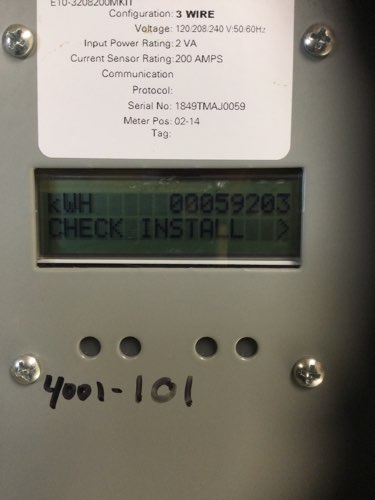 E10-3208200MKIT
Configuration: 3 WIRE
Voltage: 120:208:240 V:50:60Hz
Input Power Rating: 2 VA
Current Sensor Rating: 200 AMPS
Communication
Protocol:
Serial No: 1849TMAJ0059
Meter Pos: 02-14
Tag:
kWH 00059203
CHECK INSTALL >
4001-101